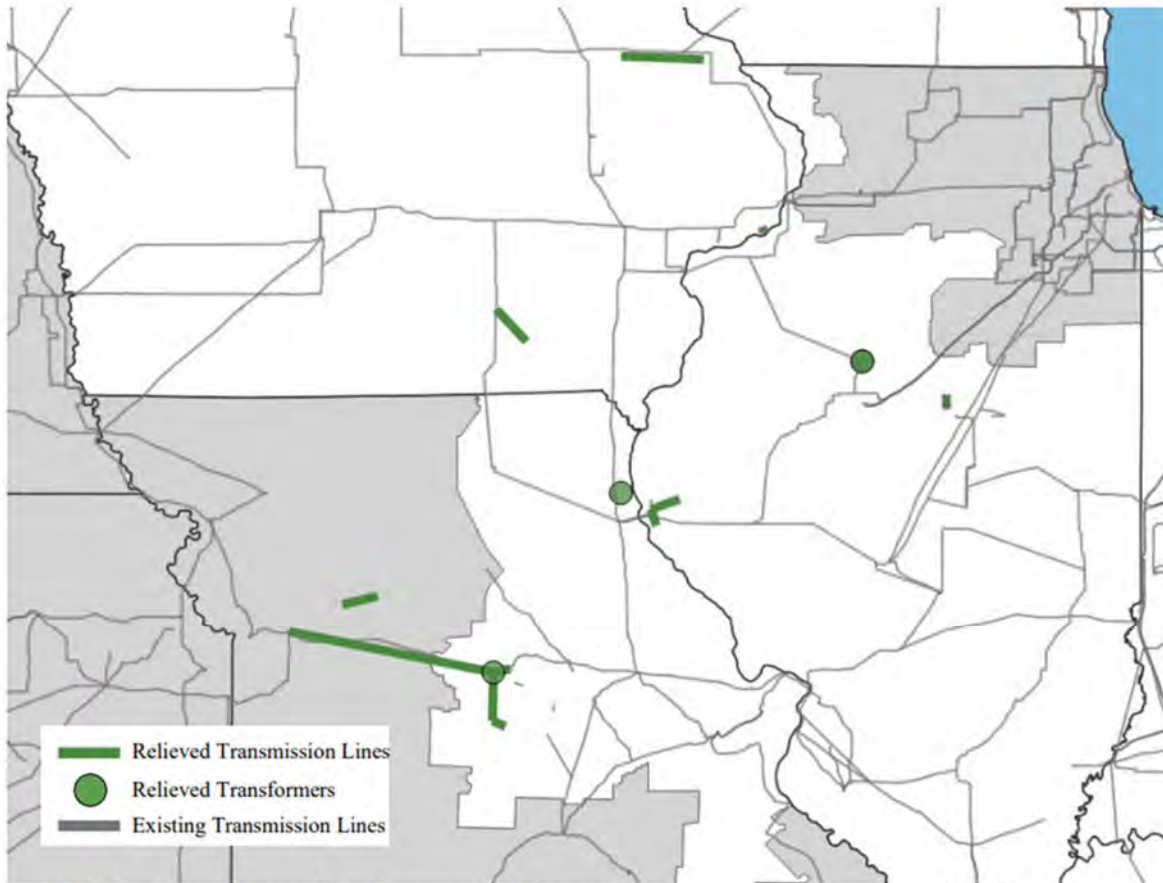 Relieved Transmission Lines
Relieved Transformers
Existing Transmission Lines